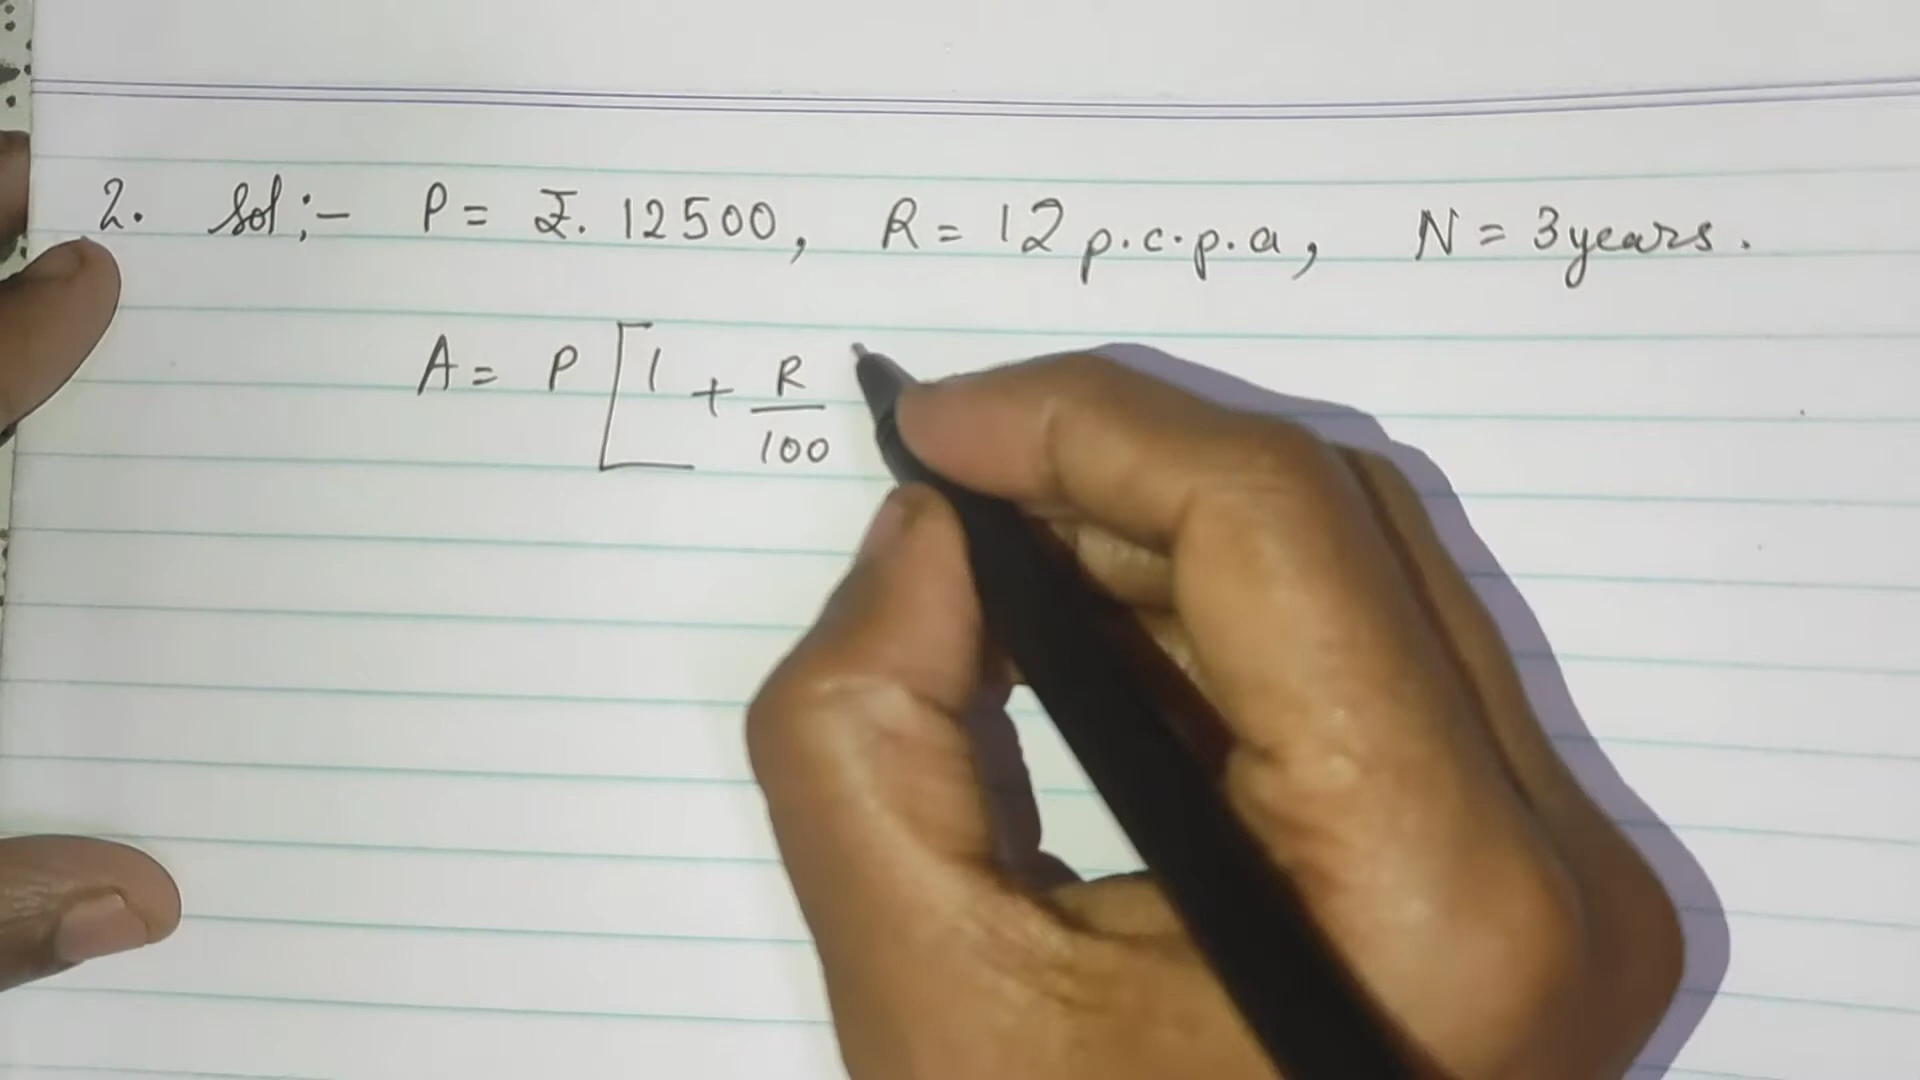 2. Sol:- P = ₹. 12500, R = 12 p.c.p.a, N = 3 years.
A = P [1 + R/100